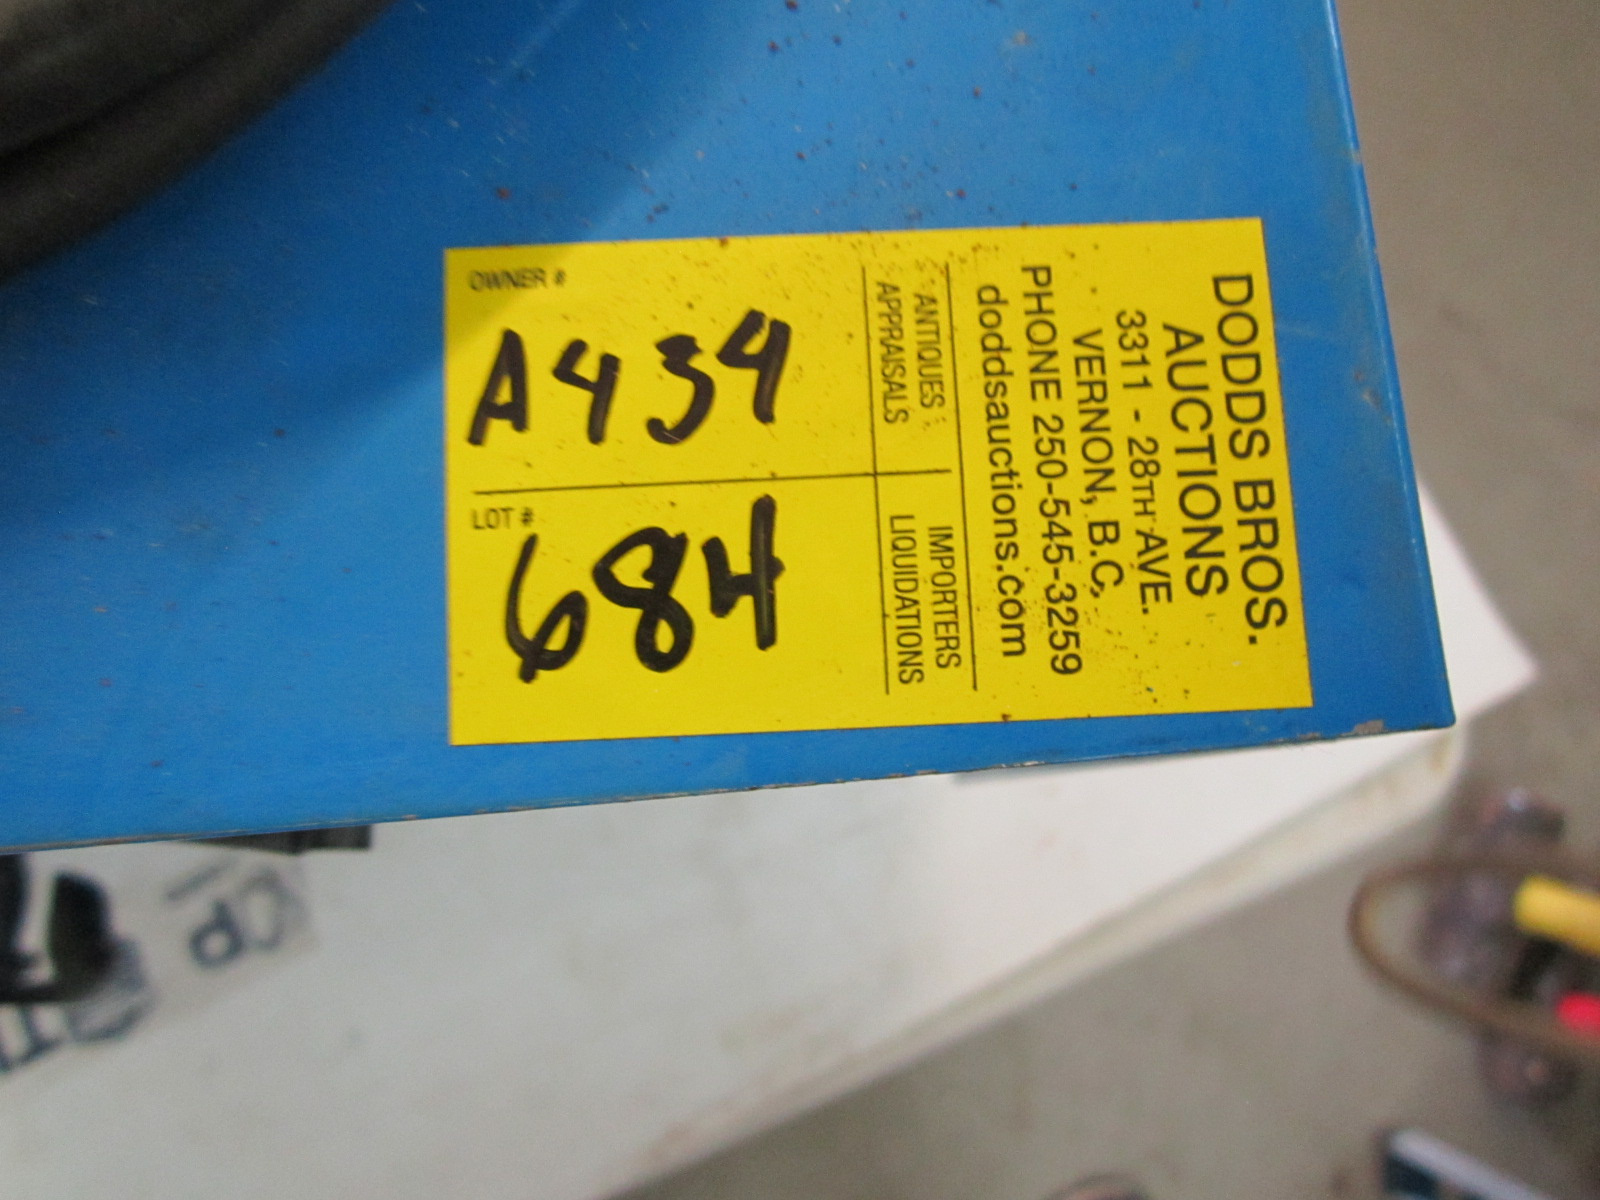 DODDS BROS.
AUCTIONS
3311 - 28TH AVE.
VERNON, B.C.
PHONE 250-545-3259
doddsauctions.com
ANTIQUES IMPORTERS
APPRAISALS LIQUIDATIONS
OWNER #
A434
LOT #
684